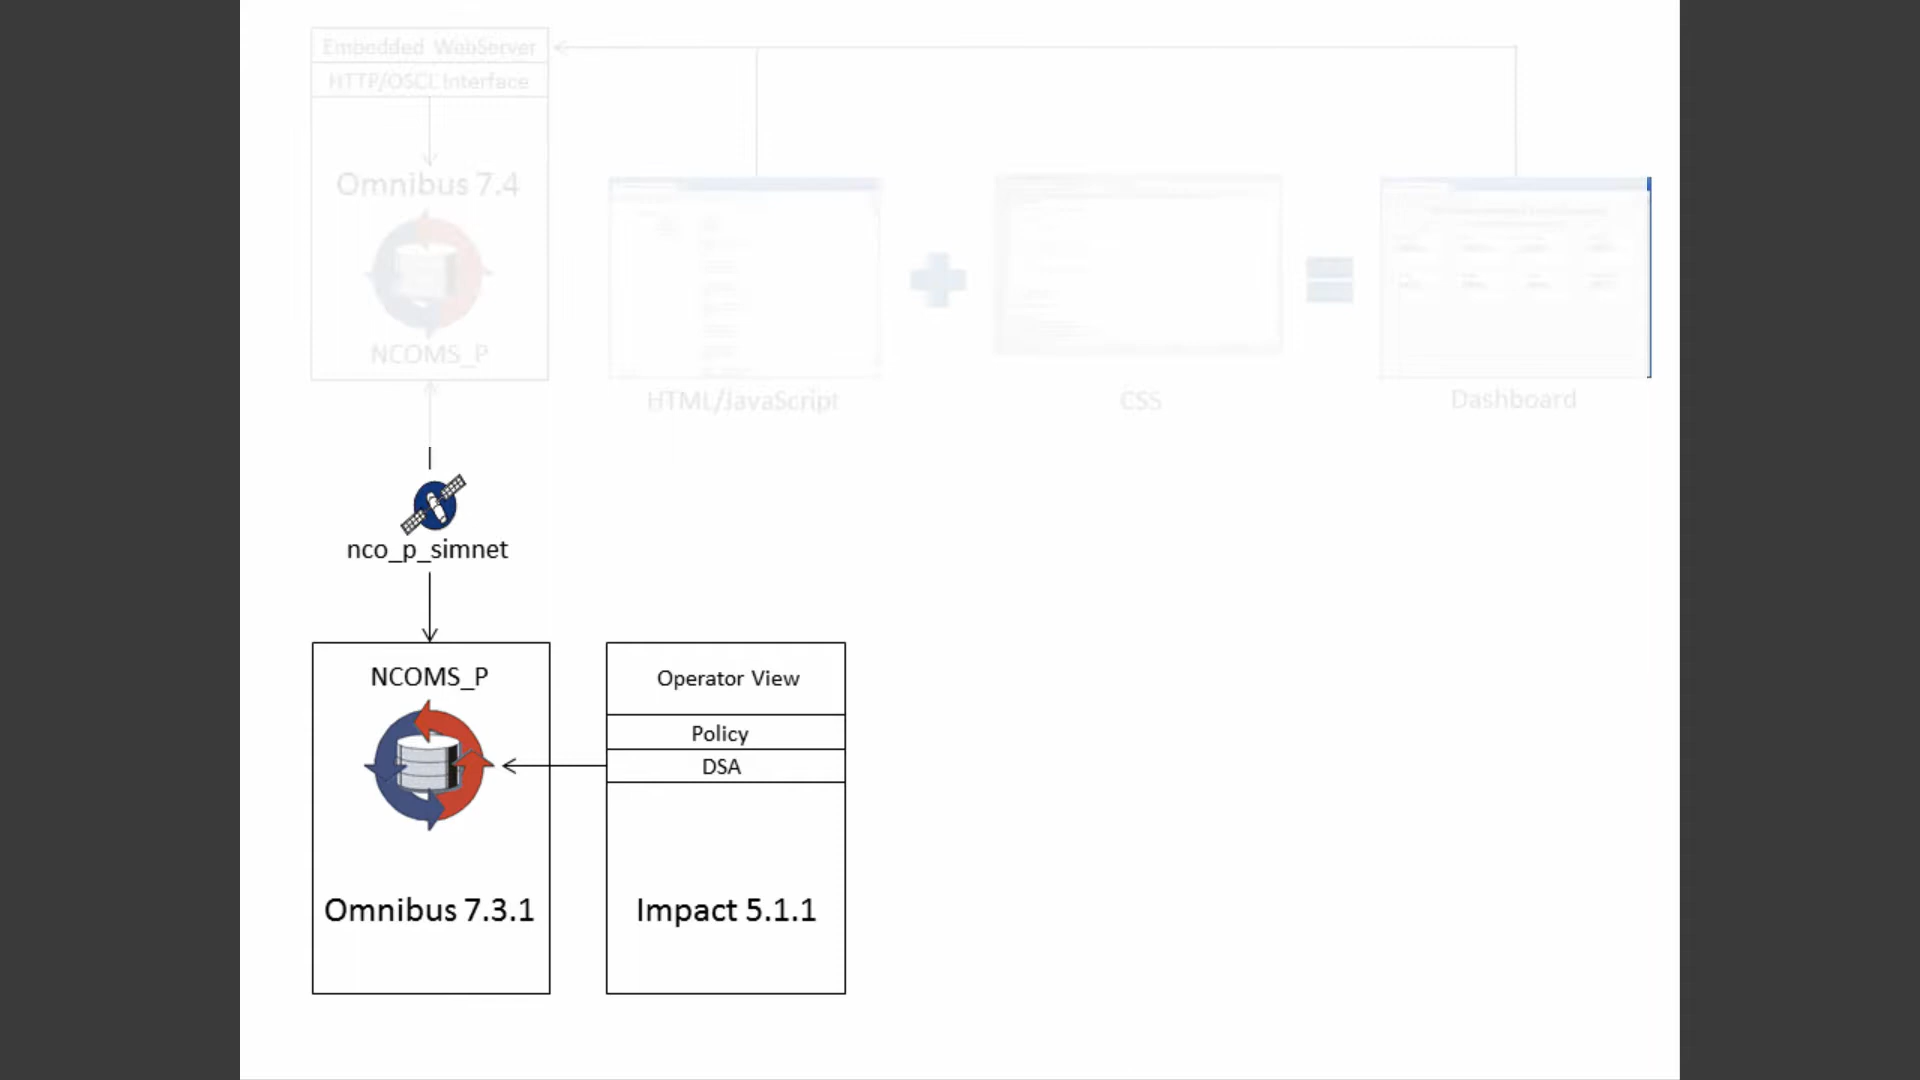 Embedded WebServer
HTTP/OSCL Interface
Omnibus 7.4
NCOMS_P
HTML/JavaScript
CSS
Dashboard
nco_p_simnet
NCOMS_P
Omnibus 7.3.1
Operator View
Policy
DSA
Impact 5.1.1